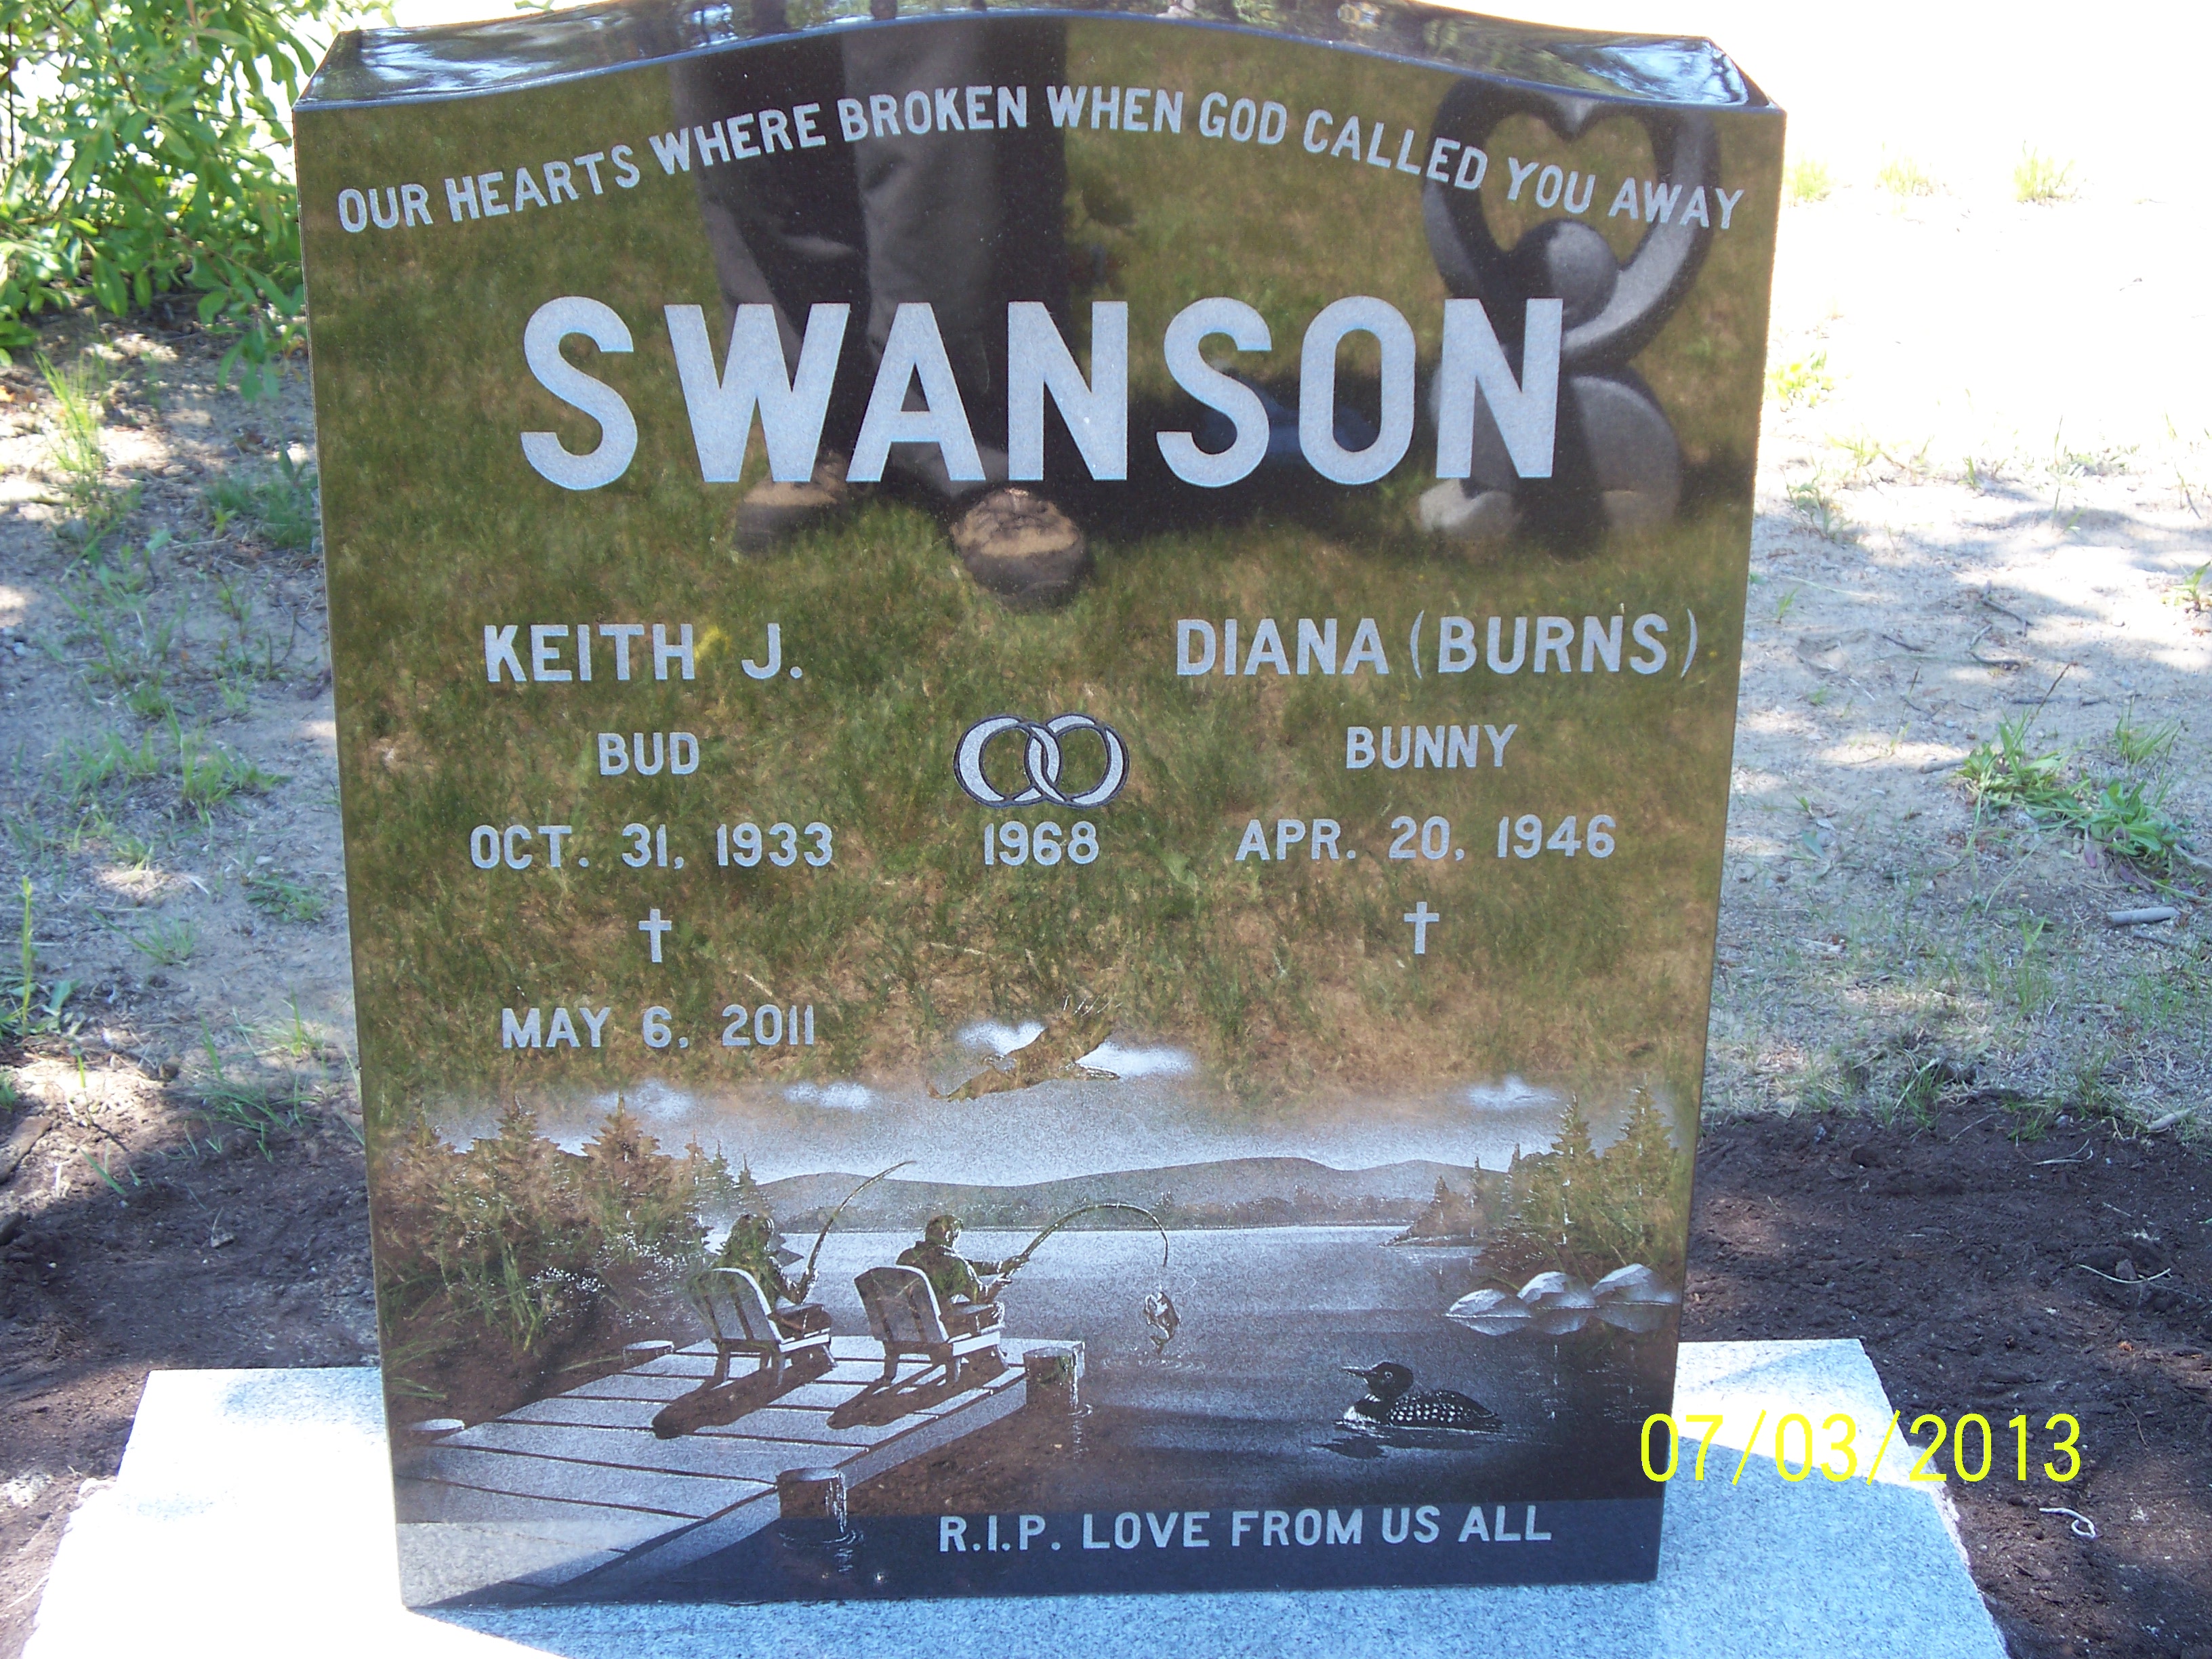 OUR HEARTS WHERE BROKEN WHEN GOD CALLED YOU AWAY
SWANSON
KEITH J.
BUD
OCT. 31, 1933
MAY 6, 2011
1968
DIANA (BURNS)
BUNNY
APR. 20, 1946
R.I.P. LOVE FROM US ALL
07/03/2013